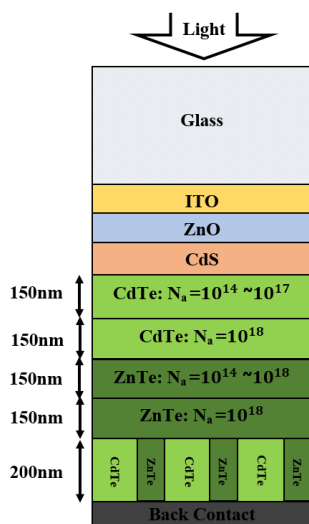 Light
Glass
ITO
ZnO
CdS
150nm
CdTe: Nₐ=10¹⁴ ~10¹⁷
150nm
CdTe: Nₐ=10¹⁸
150nm
ZnTe: Nₐ=10¹⁴ ~10¹⁸
150nm
ZnTe: Nₐ=10¹⁸
200nm
CdTe
ZnTe
CdTe
ZnTe
CdTe
ZnTe
Back Contact